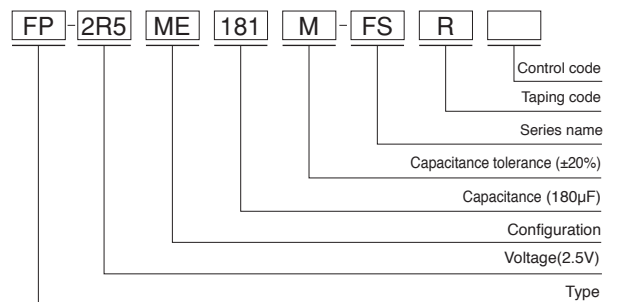 FP-2R5 ME 181 M-FS R
Control code
Taping code
Series name
Capacitance tolerance (±20%)
Capacitance (180µF)
Configuration
Voltage(2.5V)
Type